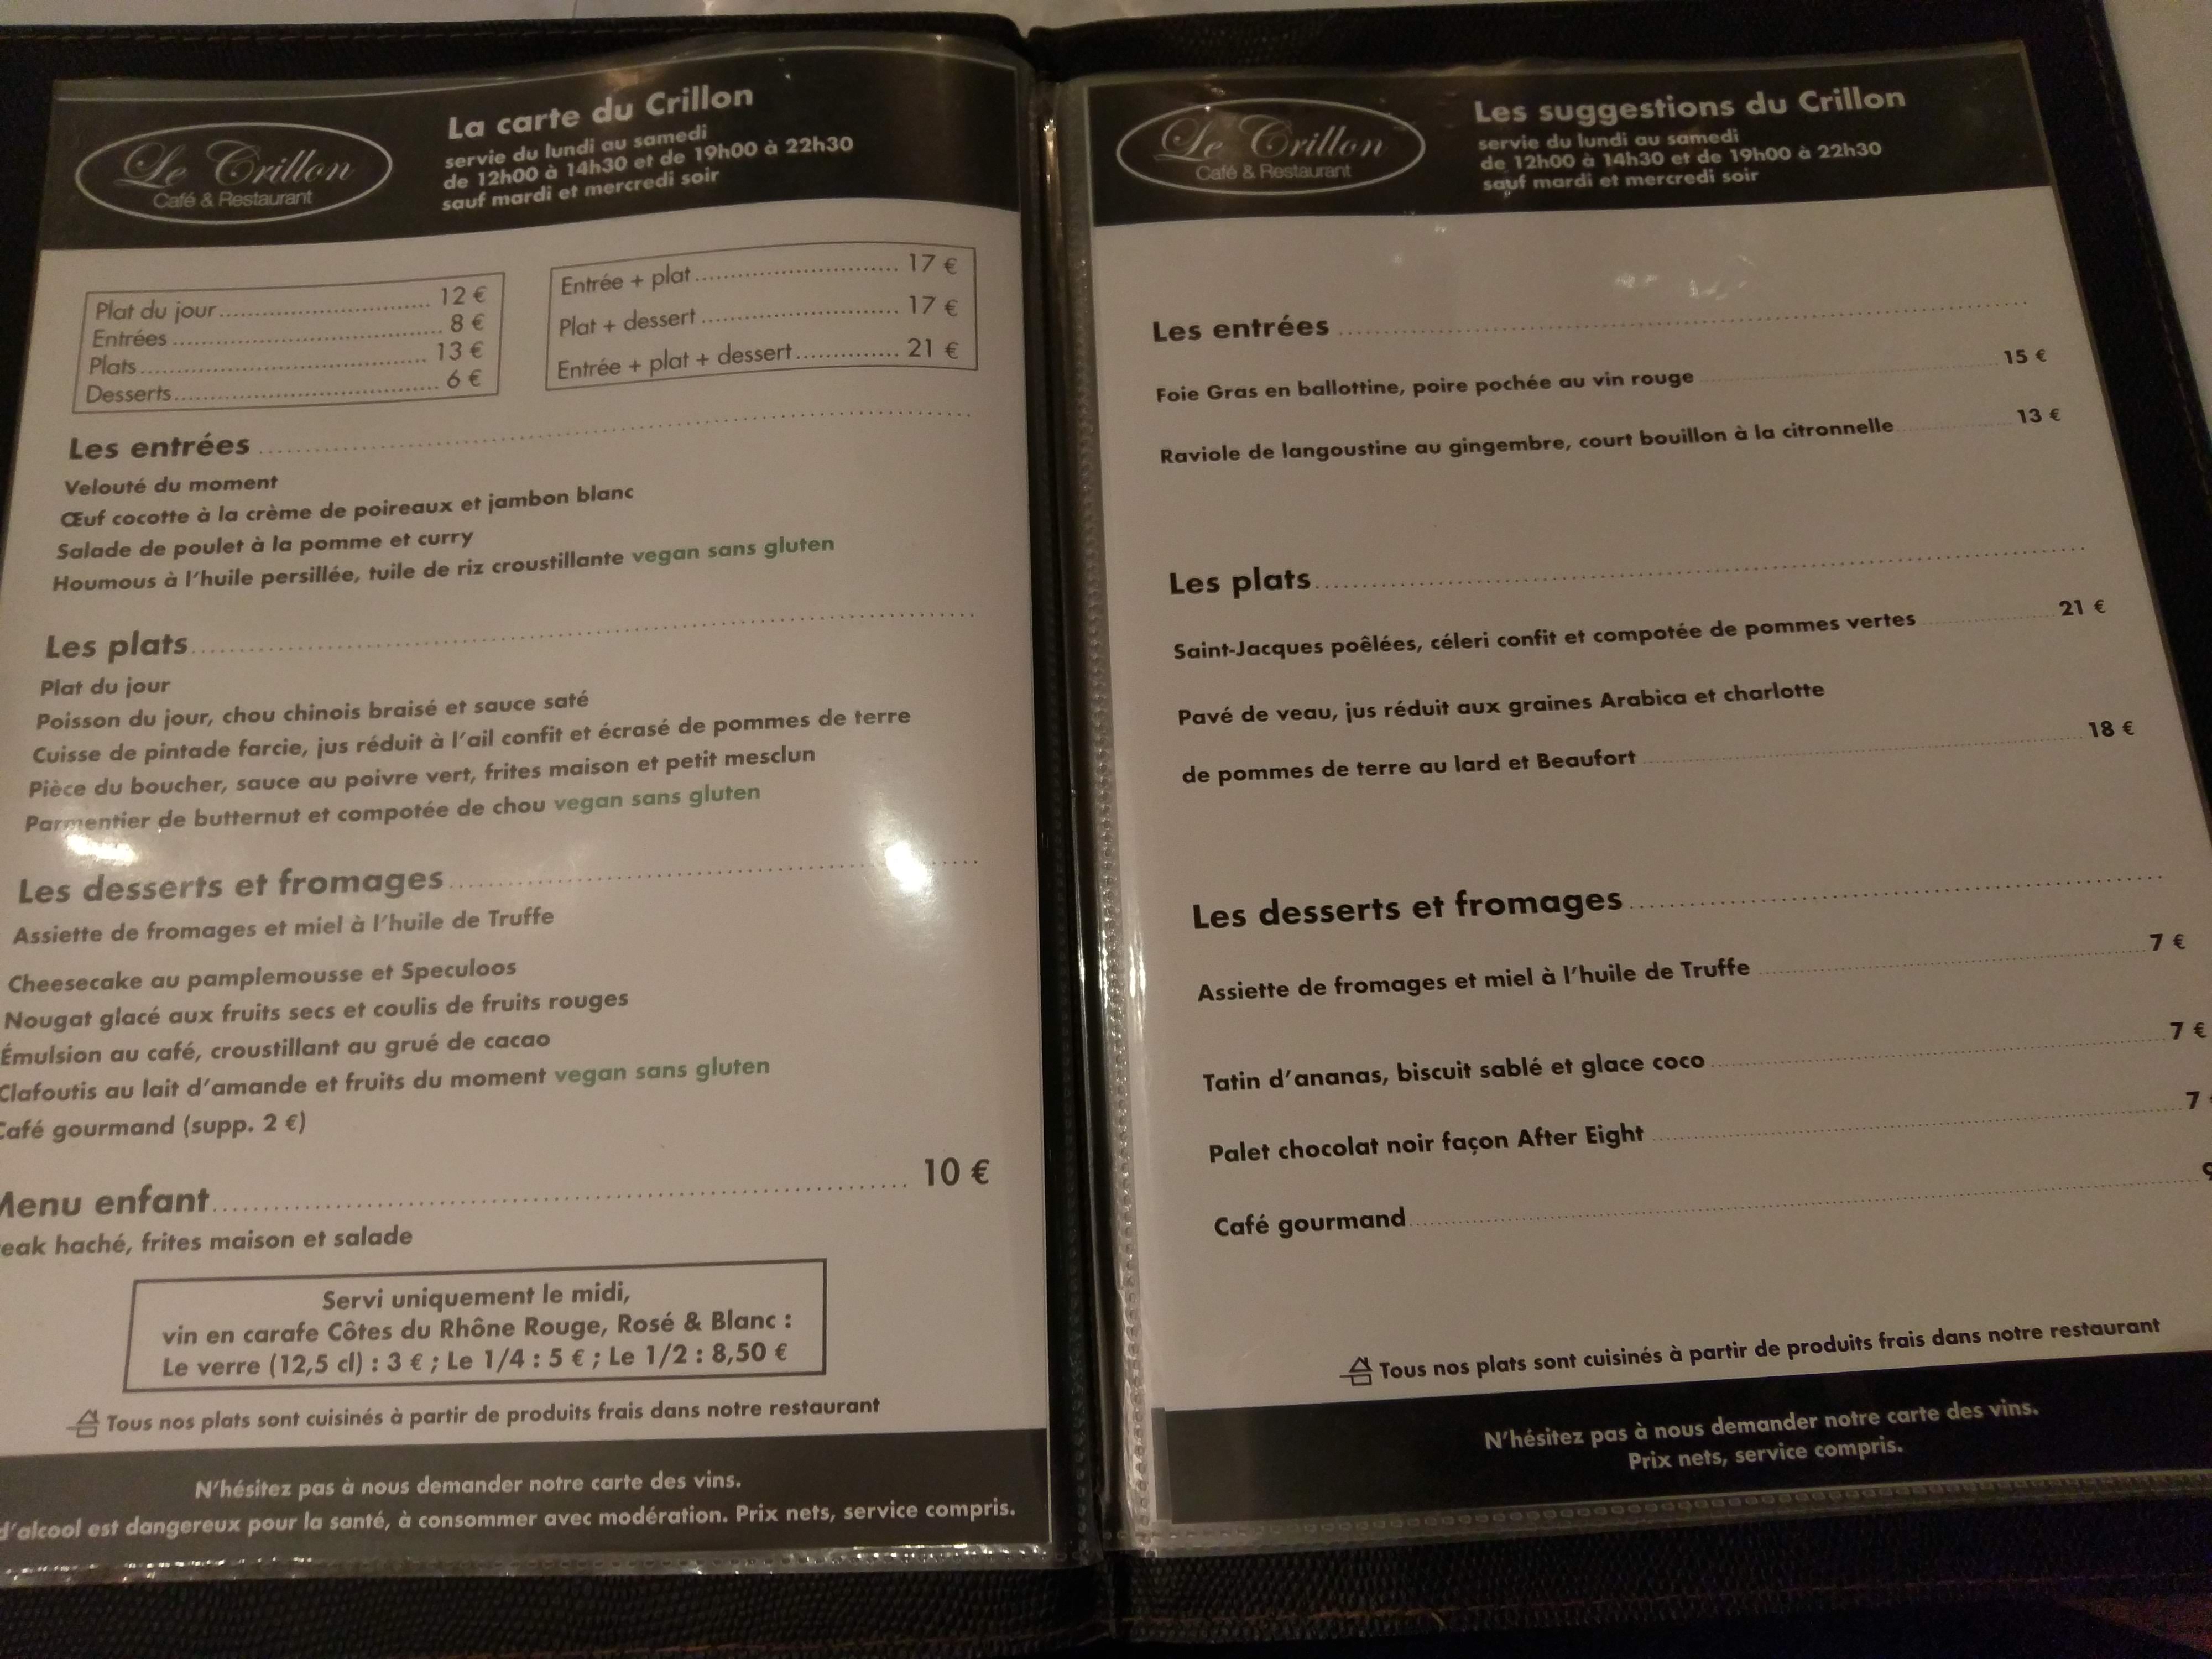 Le Crillon
Café & Restaurant
La carte du Crillon
servie du lundi au samedi
de 12h00 à 14h30 et de 19h00 à 22h30
sauf mardi et mercredi soir
Plat du jour 12 €
Entrées 8 €
Plats 13 €
Desserts 6 €
Entrée + plat 17 €
Plat + dessert 17 €
Entrée + plat + dessert 21 €
Les entrées
Velouté du moment
Œuf cocotte à la crème de poireaux et jambon blanc
Salade de poulet à la pomme et curry
Houmous à l'huile persillée, tuile de riz croustillante vegan sans gluten
Les plats
Plat du jour
Poisson du jour, chou chinois braisé et sauce saté
Cuisse de pintade farcie, jus réduit à l'ail confit et écrasé de pommes de terre
Pièce du boucher, sauce au poivre vert, frites maison et petit mesclun
Parmentier de butternut et compotée de chou vegan sans gluten
Les desserts et fromages
Assiette de fromages et miel à l'huile de Truffe
Cheesecake au pamplemousse et Speculoos
Nougat glacé aux fruits secs et coulis de fruits rouges
Émulsion au café, croustillant au grué de cacao
Clafoutis au lait d'amande et fruits du moment vegan sans gluten
Café gourmand (supp. 2 €)
Menu enfant 10 €
eak haché, frites maison et salade
Servi uniquement le midi,
vin en carafe Côtes du Rhône Rouge, Rosé & Blanc :
Le verre (12,5 cl) : 3 € ; Le 1/4 : 5 € ; Le 1/2 : 8,50 €
Tous nos plats sont cuisinés à partir de produits frais dans notre restaurant
N'hésitez pas à nous demander notre carte des vins.
d'alcool est dangereux pour la santé, à consommer avec modération. Prix nets, service compris.
Le Crillon
Café & Restaurant
Les suggestions du Crillon
servie du lundi au samedi
de 12h00 à 14h30 et de 19h00 à 22h30
sauf mardi et mercredi soir
Les entrées
Foie Gras en ballottine, poire pochée au vin rouge 15 €
Raviole de langoustine au gingembre, court bouillon à la citronnelle 13 €
Les plats
Saint-Jacques poêlées, céleri confit et compotée de pommes vertes 21 €
Pavé de veau, jus réduit aux graines Arabica et charlotte
de pommes de terre au lard et Beaufort 18 €
Les desserts et fromages
Assiette de fromages et miel à l'huile de Truffe 7 €
Tatin d'ananas, biscuit sablé et glace coco 7 €
Palet chocolat noir façon After Eight 7
Café gourmand
Tous nos plats sont cuisinés à partir de produits frais dans notre restaurant
N'hésitez pas à nous demander notre carte des vins.
Prix nets, service compris.